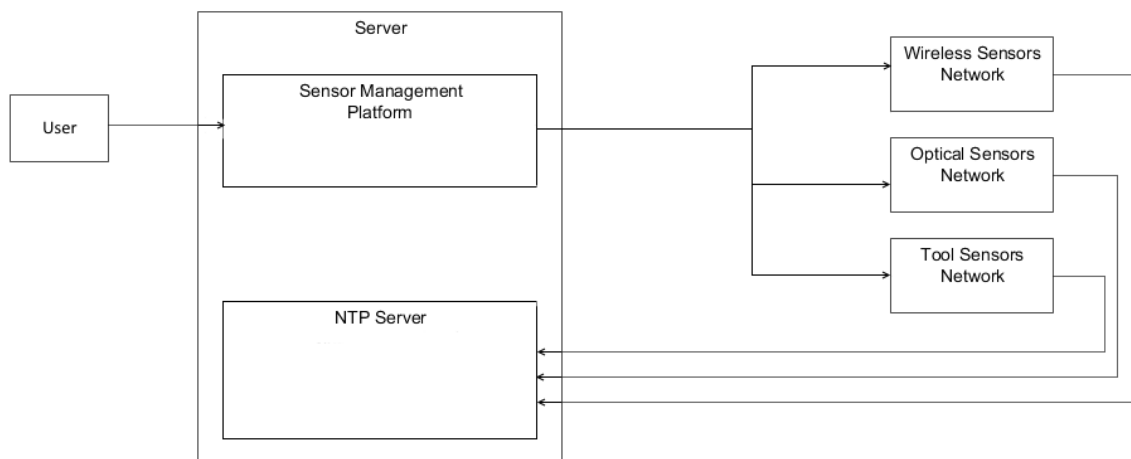 Server
Sensor Management
Platform
User
Wireless Sensors
Network
Optical Sensors
Network
Tool Sensors
Network
NTP Server